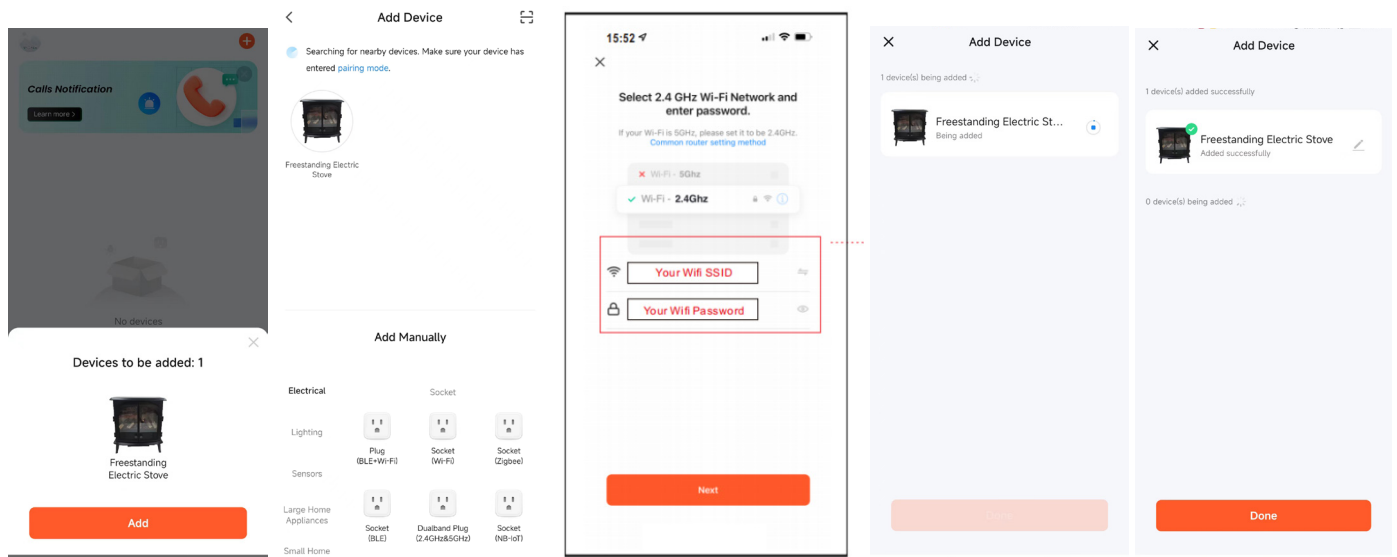 Calls Notification
Learn more >
No devices
Devices to be added: 1
Freestanding
Electric Stove
Add
Add Device
Searching for nearby devices. Make sure your device has
entered pairing mode.
Freestanding Electric
Stove
Add Manually
Electrical
Socket
Lighting
Plug
(BLE+Wi-Fi)
Socket
(Wi-Fi)
Socket
(Zigbee)
Sensors
Large Home
Appliances
Socket
(BLE)
Dualband Plug
(2.4GHz&5GHz)
Socket
(NB-IoT)
Small Home
15:52
Select 2.4 GHz Wi-Fi Network and
enter password.
If your Wi-Fi is 5GHz, please set it to be 2.4GHz.
Common router setting method
Wi-Fi - 5Ghz
Wi-Fi - 2.4Ghz
Your Wifi SSID
Your Wifi Password
Next
Add Device
1 device(s) being added
Freestanding Electric St...
Being added
Done
Add Device
1 device(s) added successfully
Freestanding Electric Stove
Added successfully
0 device(s) being added
Done